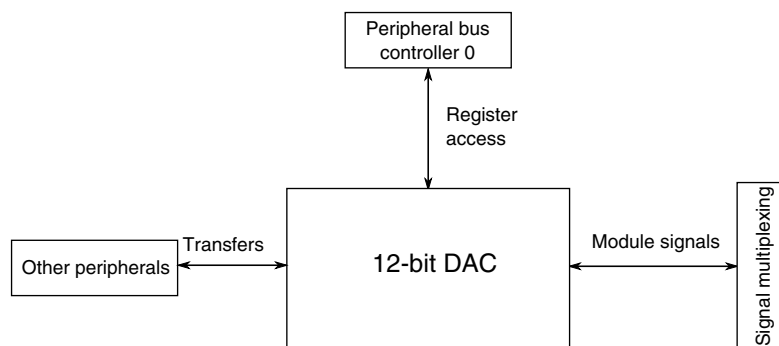 Peripheral bus
controller 0
Register
access
Transfers
Other peripherals
12-bit DAC
Module signals
Signal multiplexing